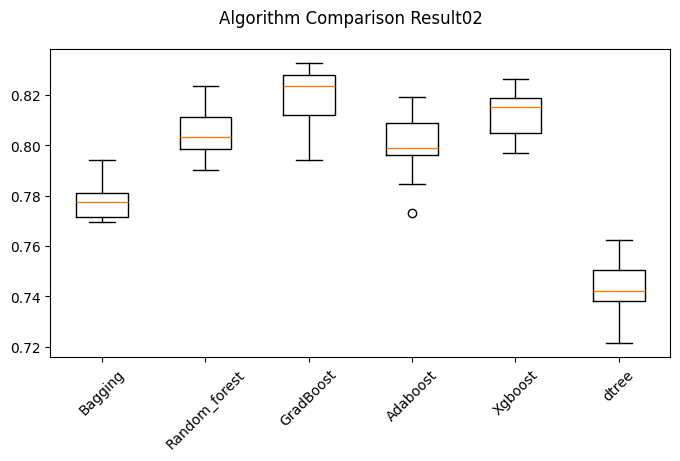 Algorithm Comparison Result02
0.82
0.80
0.78
0.76
0.74
0.72
Bagging
Random_forest
GradBoost
Adaboost
Xgboost
dtree